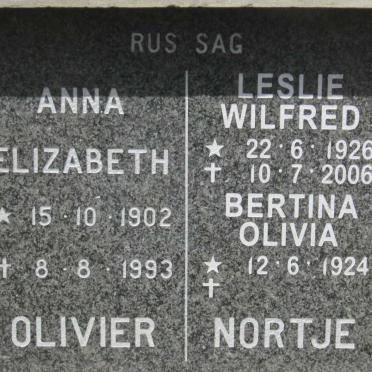 RUS SAG
ANNA
ELIZABETH
★ 15·10·1902
† 8·8·1993
OLIVIER
LESLIE
WILFRED
★ 22·6·1926
† 10·7·2006
BERTINA
OLIVIA
★ 12·6·1924
†
NORTJE